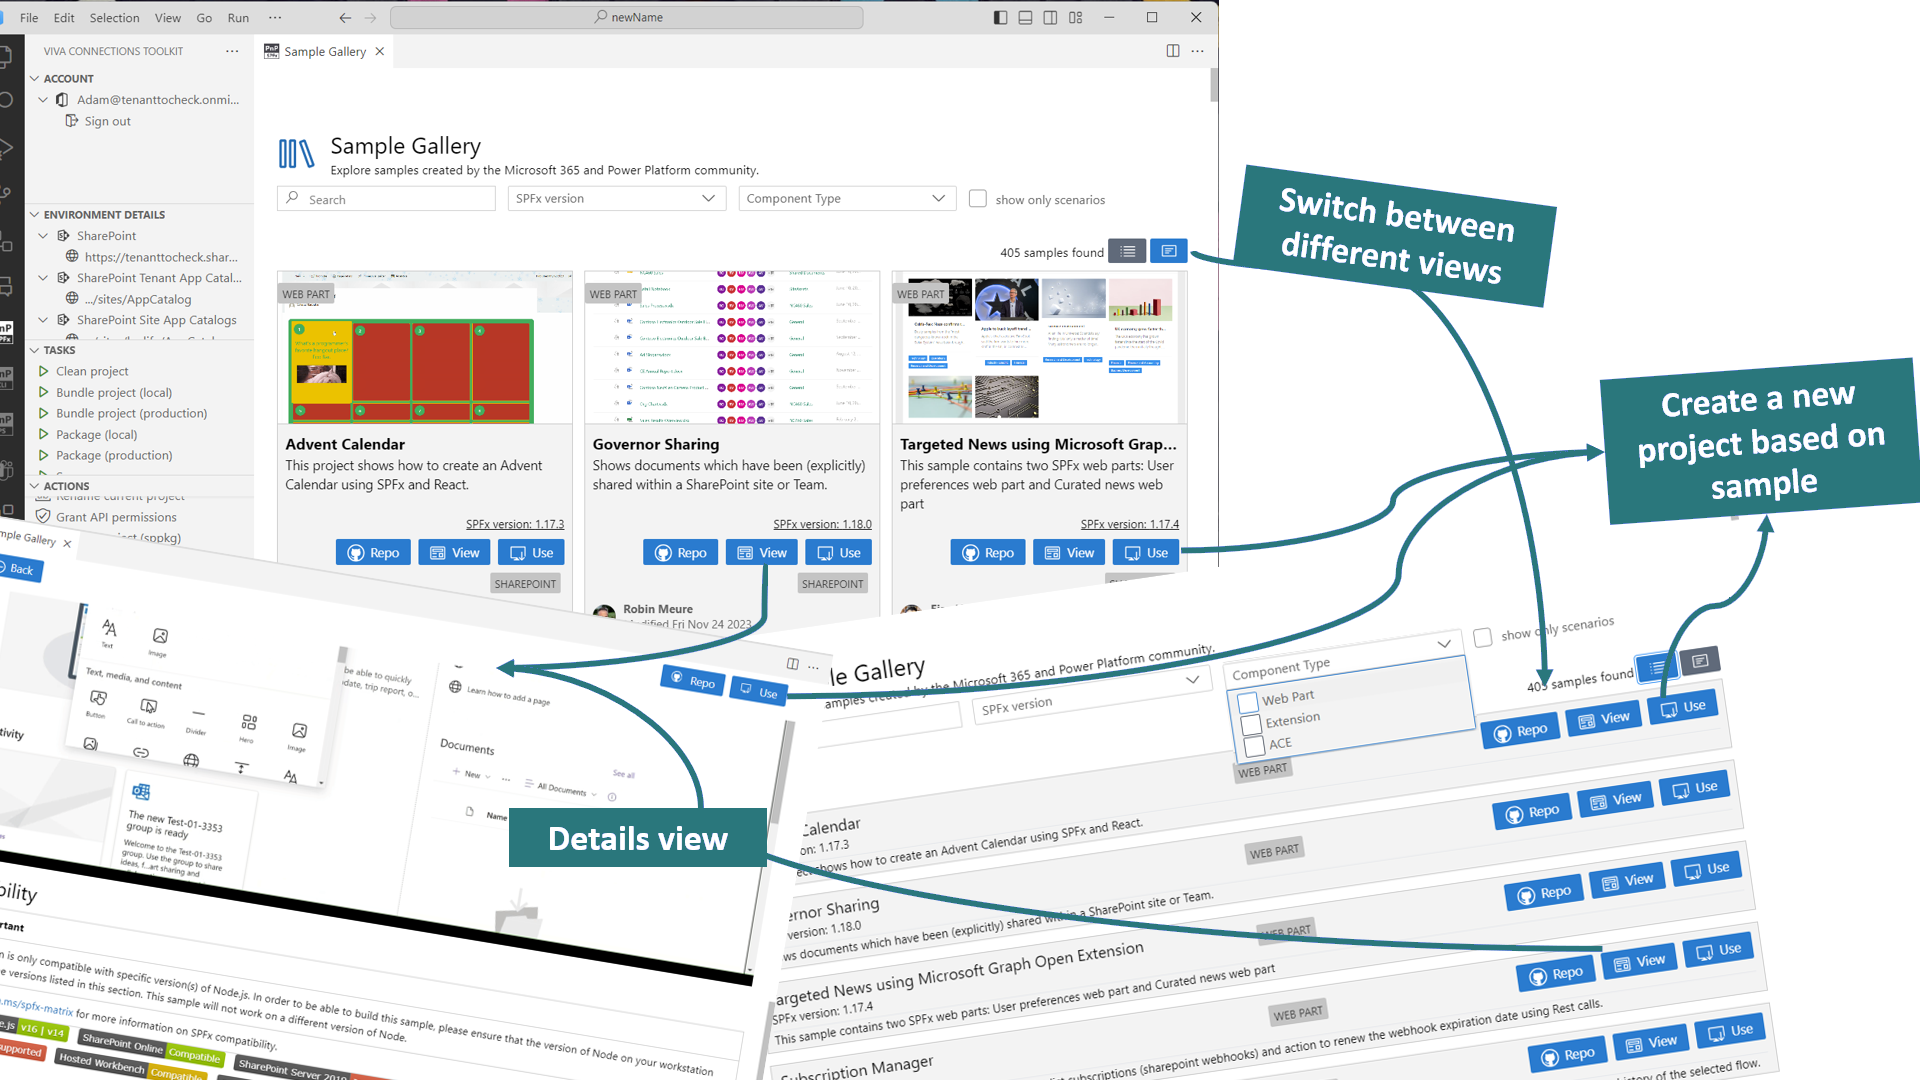 File Edit Selection View Go Run ···
newName
VIVA CONNECTIONS TOOLKIT ···
Sample Gallery
ACCOUNT
Adam@tenanttocheck.onmi...
Sign out
ENVIRONMENT DETAILS
SharePoint
https://tenanttocheck.shar...
SharePoint Tenant App Catal...
.../sites/AppCatalog
SharePoint Site App Catalogs
TASKS
Clean project
Bundle project (local)
Bundle project (production)
Package (local)
Package (production)
ACTIONS
Rename current project
Grant API permissions
Sample Gallery
Explore samples created by the Microsoft 365 and Power Platform community.
Search
SPFx version
Component Type
show only scenarios
405 samples found
WEB PART
Advent Calendar
This project shows how to create an Advent
Calendar using SPFx and React.
SPFx version: 1.17.3
Repo View Use
SHAREPOINT
WEB PART
Governor Sharing
Shows documents which have been (explicitly)
shared within a SharePoint site or Team.
SPFx version: 1.18.0
Repo View Use
SHAREPOINT
Robin Meure
Modified Fri Nov 24 2023
WEB PART
Targeted News using Microsoft Grap...
This sample contains two SPFx web parts: User
preferences web part and Curated news web
part
SPFx version: 1.17.4
Repo View Use
Switch between
different views
Create a new
project based on
sample
Details view
mple Gallery
Back
Text
Image
Text, media, and content
Button
Call to action
Divider
Hero
Image
tivity
The new Test-01-3353
group is ready
Welcome to the Test-01-3353
group. Use the group to share
ideas, f...art sharing and
be able to quickly
date, trip report, o...
Learn how to add a page
Repo Use
Documents
See all
New ··· All Documents
Name
bility
rtant
n is only compatible with specific version(s) of Node.js. In order to be able to build this sample, please ensure that the version of Node on your workstation
e versions listed in this section. This sample will not work on a different version of Node.
.ms/spfx-matrix for more information on SPFx compatibility.
e.js v16 | v14 SharePoint Online Compatible SharePoint Server 2019
supported Hosted Workbench Compatible
le Gallery
amples created by the Microsoft 365 and Power Platform community.
SPFx version
Component Type
Web Part
Extension
ACE
show only scenarios
405 samples found
WEB PART
Repo View Use
Calendar
on: 1.17.3
ect shows how to create an Advent Calendar using SPFx and React.
WEB PART
Repo View Use
ernor Sharing
version: 1.18.0
ws documents which have been (explicitly) shared within a SharePoint site or Team.
WEB PART
Repo View Use
argeted News using Microsoft Graph Open Extension
SPFx version: 1.17.4
This sample contains two SPFx web parts: User preferences web part and Curated news web part
WEB PART
Repo View Use
Subscription Manager
ist subscriptions (sharepoint webhooks) and action to renew the webhook expiration date using Rest calls.
Repo View Use
history of the selected flow.